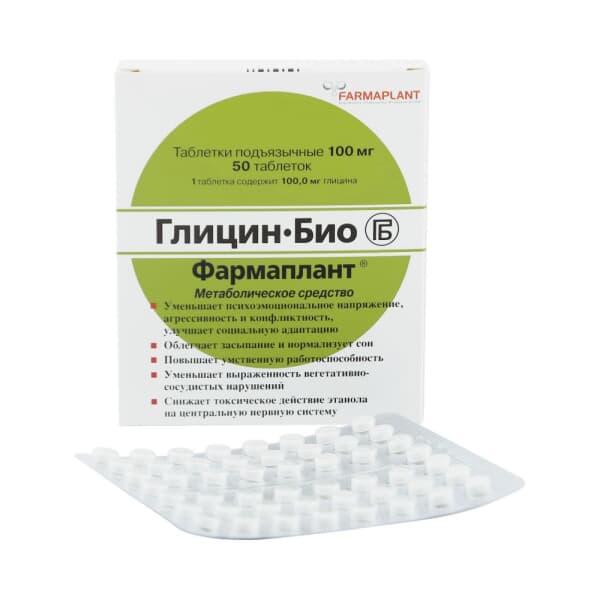 FARMAPLANT
Таблетки подъязычные 100 мг
50 таблеток
1 таблетка содержит 100,0 мг глицина
Глицин•Био ГБ
Фармаплант®
Метаболическое средство
Уменьшает психоэмоциональное напряжение,
агрессивность и конфликтность,
улучшает социальную адаптацию
Облегчает засыпание и нормализует сон
Повышает умственную работоспособность
Уменьшает выраженность вегетативно-
сосудистых нарушений
Снижает токсическое действие этанола
на центральную нервную систему